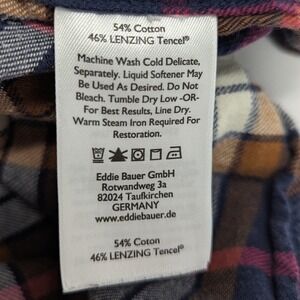 54% Cotton
46% LENZING Tencel®
Machine Wash Cold Delicate,
Separately. Liquid Softener May
Be Used As Desired. Do Not
Bleach. Tumble Dry Low -OR-
For Best Results, Line Dry.
Warm Steam Iron Required For
Restoration.
Eddie Bauer GmbH
Rotwandweg 3a
82024 Taufkirchen
GERMANY
www.eddiebauer.de
54% Coton
46% LENZING Tencel®